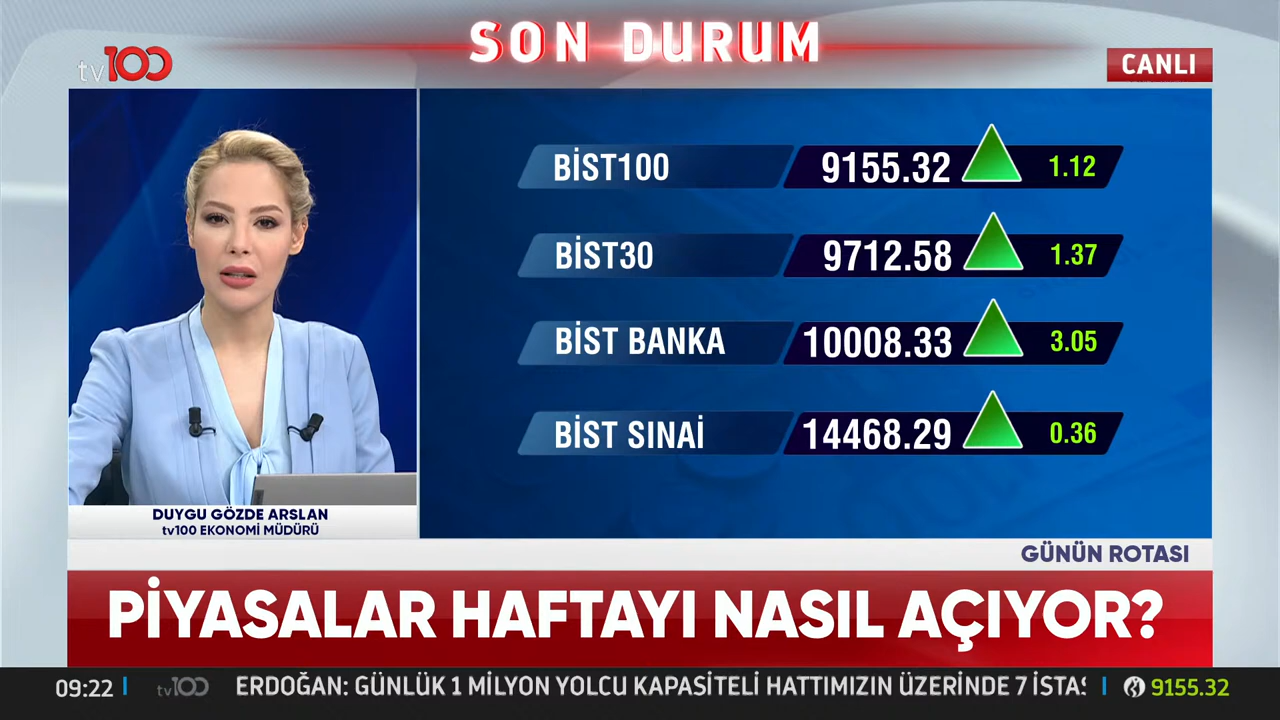 SON DURUM
tv100
CANLI
BİST100 9155.32 1.12
BİST30 9712.58 1.37
BİST BANKA 10008.33 3.05
BİST SINAİ 14468.29 0.36
DUYGU GÖZDE ARSLAN
tv100 EKONOMİ MÜDÜRÜ
GÜNÜN ROTASI
PİYASALAR HAFTAYI NASIL AÇIYOR?
09:22 tv100 ERDOĞAN: GÜNLÜK 1 MİLYON YOLCU KAPASİTELİ HATTIMIZIN ÜZERİNDE 7 İSTAS 9155.32